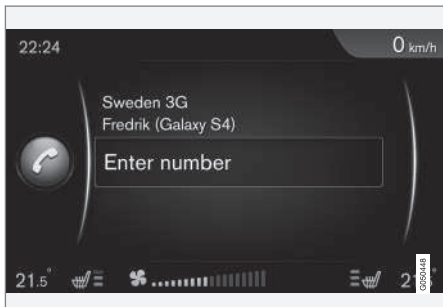 22:24
0 km/h
Sweden 3G
Fredrik (Galaxy S4)
Enter number
21.5°
G050448